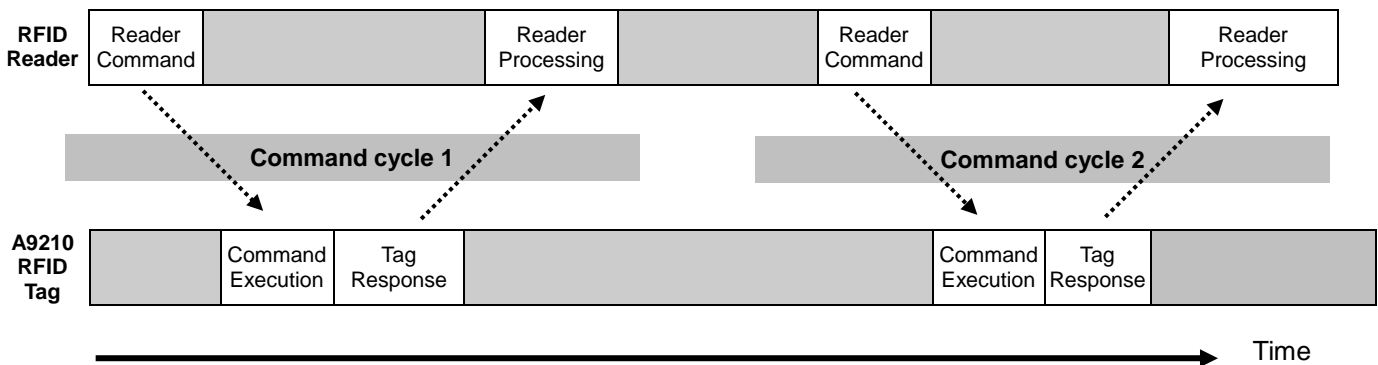 RFID
Reader
Reader
Command
Reader
Processing
Reader
Command
Reader
Processing
Command cycle 1
Command cycle 2
A9210
RFID
Tag
Command
Execution
Tag
Response
Command
Execution
Tag
Response
Time